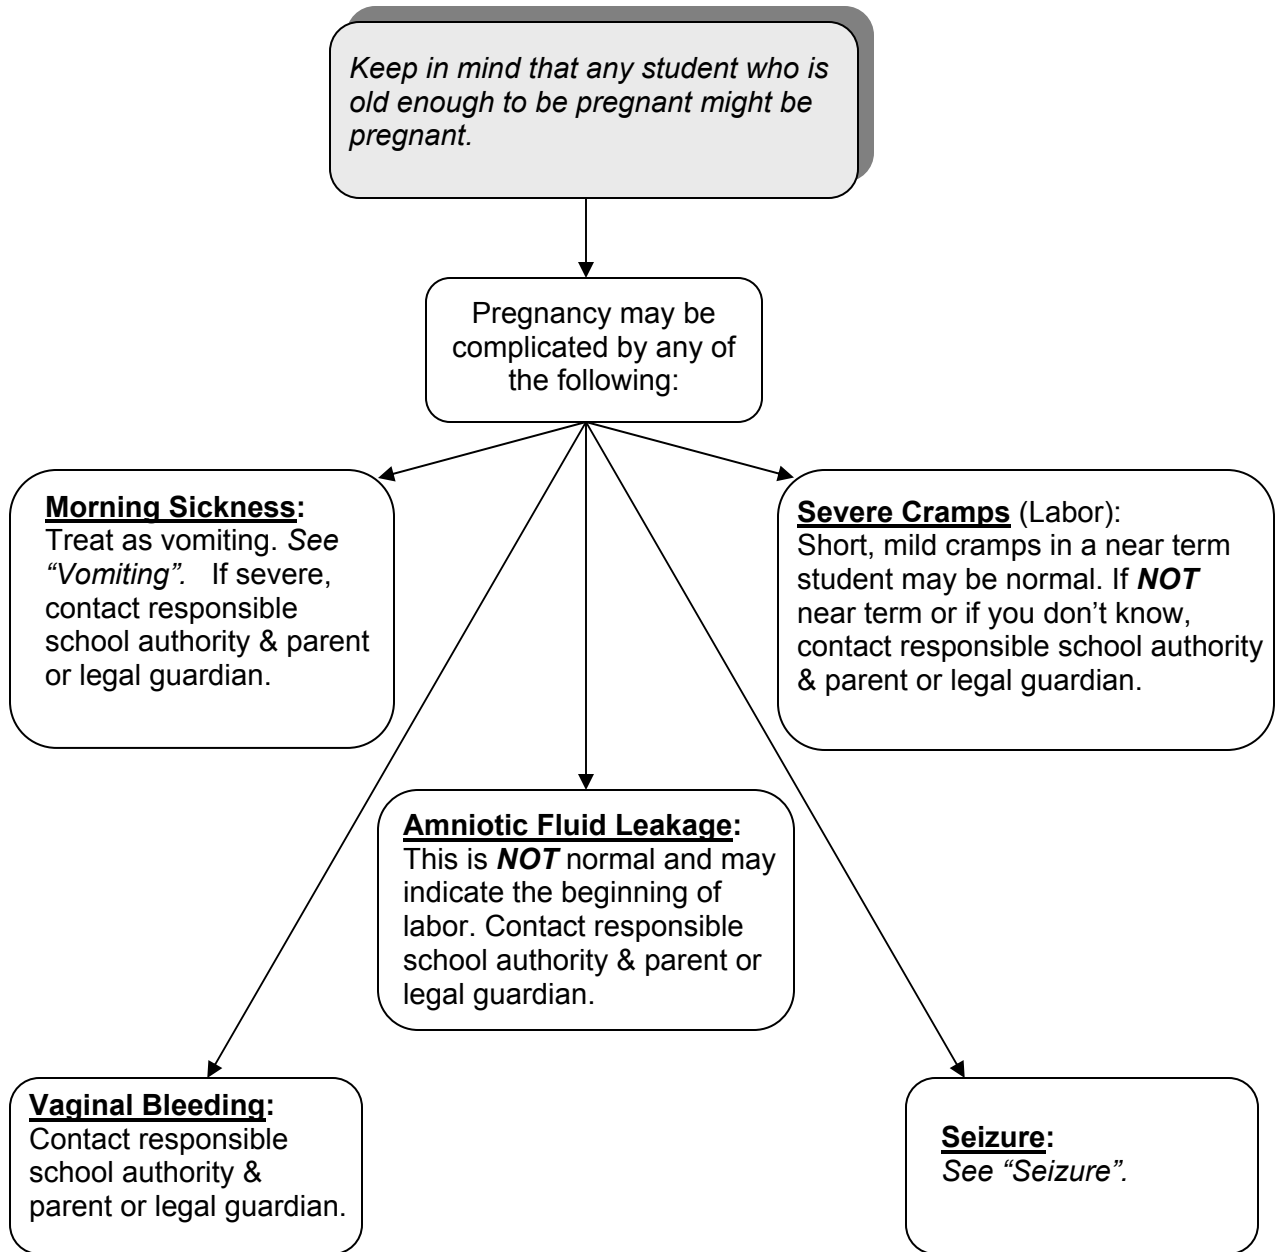 Keep in mind that any student who is
old enough to be pregnant might be
pregnant.
Pregnancy may be
complicated by any of
the following:
Morning Sickness:
Treat as vomiting. See
“Vomiting”. If severe,
contact responsible
school authority & parent
or legal guardian.
Severe Cramps (Labor):
Short, mild cramps in a near term
student may be normal. If NOT
near term or if you don’t know,
contact responsible school authority
& parent or legal guardian.
Amniotic Fluid Leakage:
This is NOT normal and may
indicate the beginning of
labor. Contact responsible
school authority & parent or
legal guardian.
Vaginal Bleeding:
Contact responsible
school authority &
parent or legal guardian.
Seizure:
See “Seizure”.